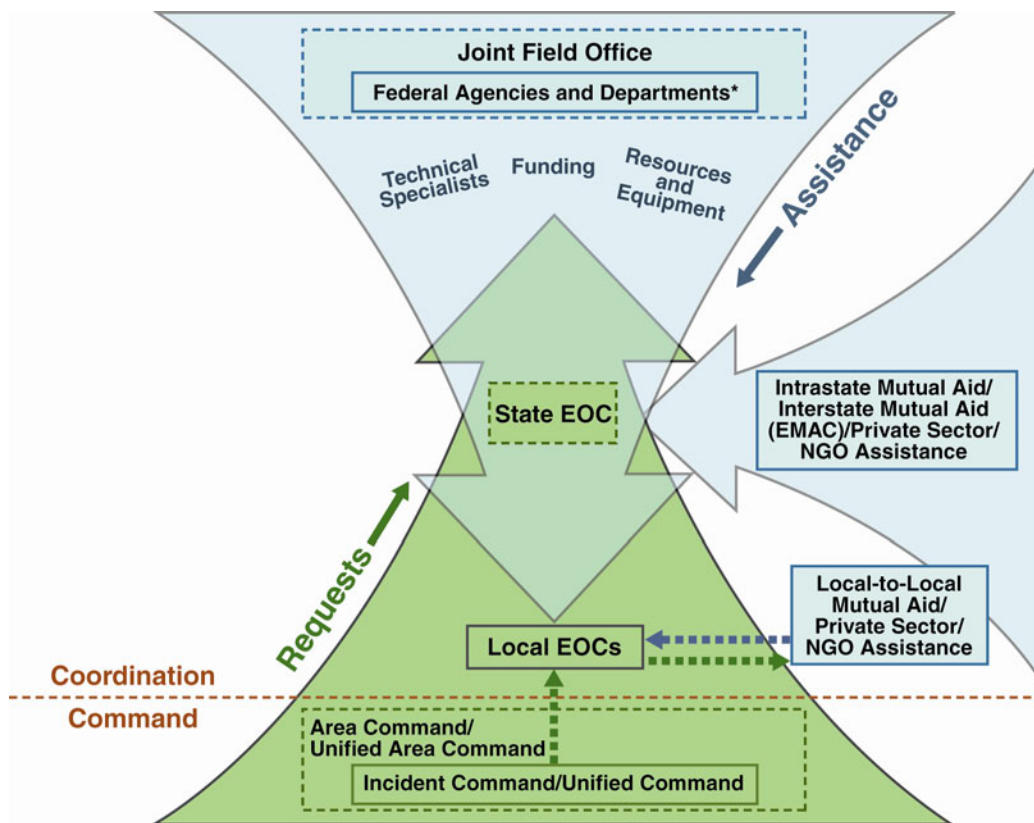 Joint Field Office
Federal Agencies and Departments*
Technical
Specialists
Funding
Resources
and
Equipment
Assistance
State EOC
Intrastate Mutual Aid/
Interstate Mutual Aid
(EMAC)/Private Sector/
NGO Assistance
Requests
Local-to-Local
Mutual Aid/
Private Sector/
NGO Assistance
Local EOCs
Coordination
Command
Area Command/
Unified Area Command
Incident Command/Unified Command